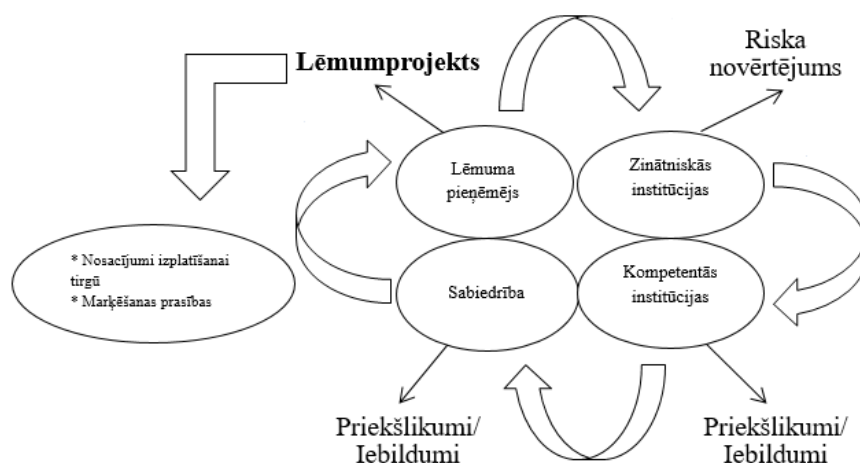 Lēmumprojekts
Riska
novērtējums
Lēmuma
pieņēmējs
Zinātniskās
institūcijas
* Nosacījumi izplatīšanai
tirgū
* Marķēšanas prasības
Sabiedrība
Kompetentās
institūcijas
Priekšlikumi/
Iebildumi
Priekšlikumi/
Iebildumi